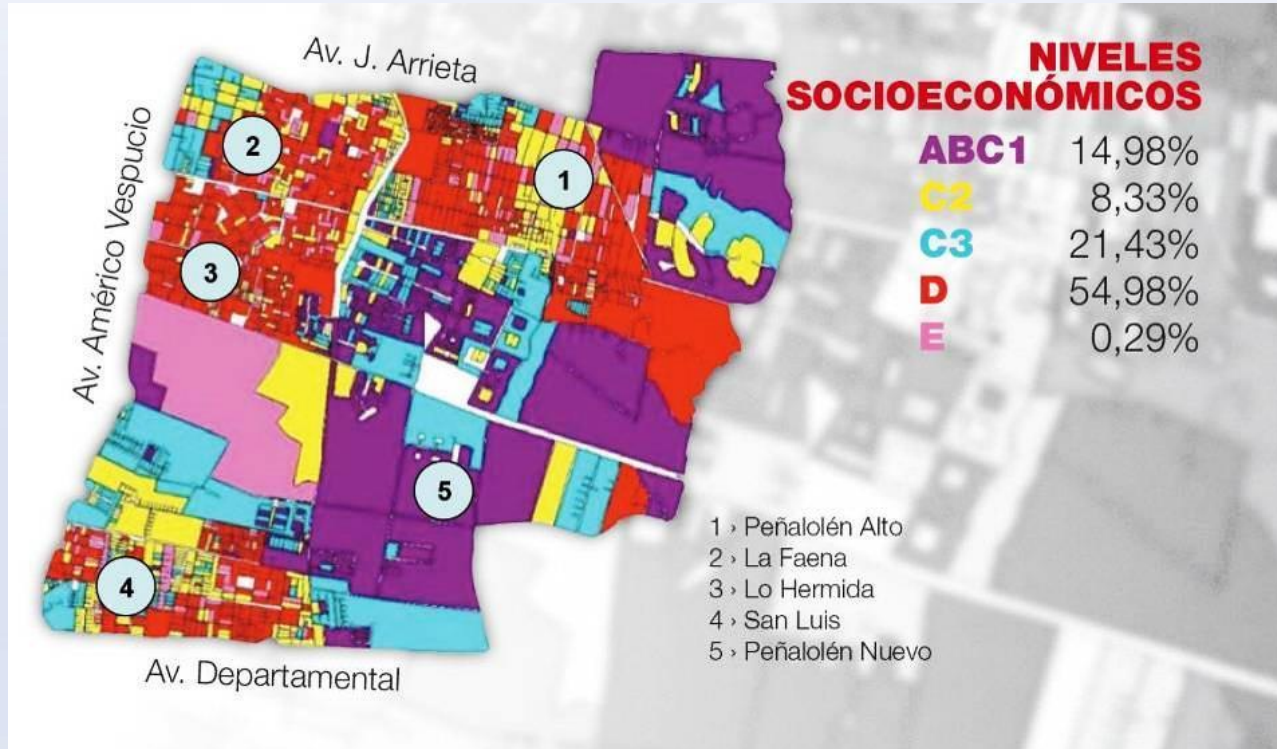 Av. J. Arrieta
Av. Américo Vespucio
Av. Departamental
1
2
3
4
5
NIVELES
SOCIOECONÓMICOS
ABC1 14,98%
C2 8,33%
C3 21,43%
D 54,98%
E 0,29%
1 › Peñalolén Alto
2 › La Faena
3 › Lo Hermida
4 › San Luis
5 › Peñalolén Nuevo